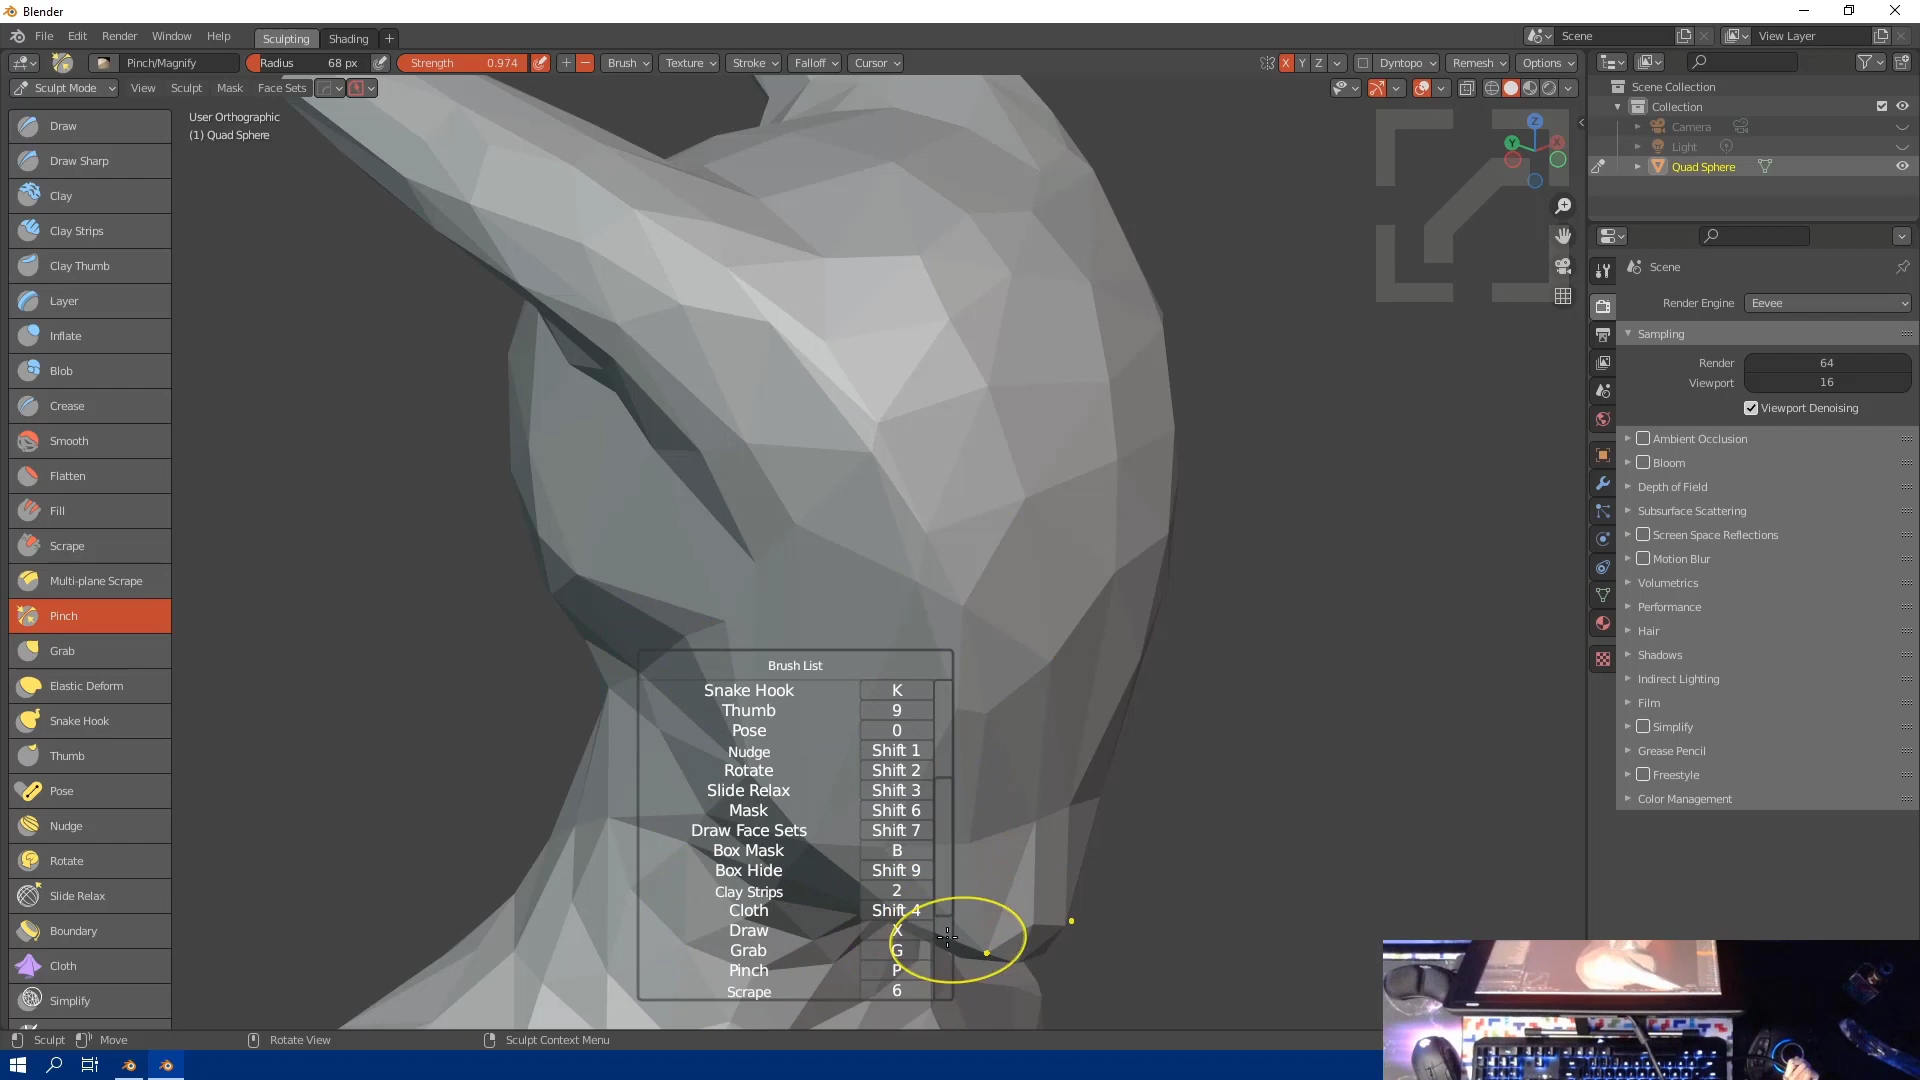 Blender
File Edit Render Window Help Sculpting Shading + Scene View Layer
Pinch/Magnify Radius 68 px Strength 0.974 Brush Texture Stroke Falloff Cursor X Y Z Dyntopo Remesh Options
Sculpt Mode View Sculpt Mask Face Sets
User Orthographic
(1) Quad Sphere
Draw
Draw Sharp
Clay
Clay Strips
Clay Thumb
Layer
Inflate
Blob
Crease
Smooth
Flatten
Fill
Scrape
Multi-plane Scrape
Pinch
Grab
Elastic Deform
Snake Hook
Thumb
Pose
Nudge
Rotate
Slide Relax
Boundary
Cloth
Simplify
Brush List
Snake Hook K
Thumb 9
Pose 0
Nudge Shift 1
Rotate Shift 2
Slide Relax Shift 3
Mask Shift 6
Draw Face Sets Shift 7
Box Mask B
Box Hide Shift 9
Clay Strips 2
Cloth Shift 4
Draw X
Grab G
Pinch P
Scrape 6
Z
Y
X
Scene Collection
Collection
Camera
Light
Quad Sphere
Scene
Render Engine Eevee
Sampling
Render 64
Viewport 16
Viewport Denoising
Ambient Occlusion
Bloom
Depth of Field
Subsurface Scattering
Screen Space Reflections
Motion Blur
Volumetrics
Performance
Hair
Shadows
Indirect Lighting
Film
Simplify
Grease Pencil
Freestyle
Color Management
Sculpt Move Rotate View Sculpt Context Menu